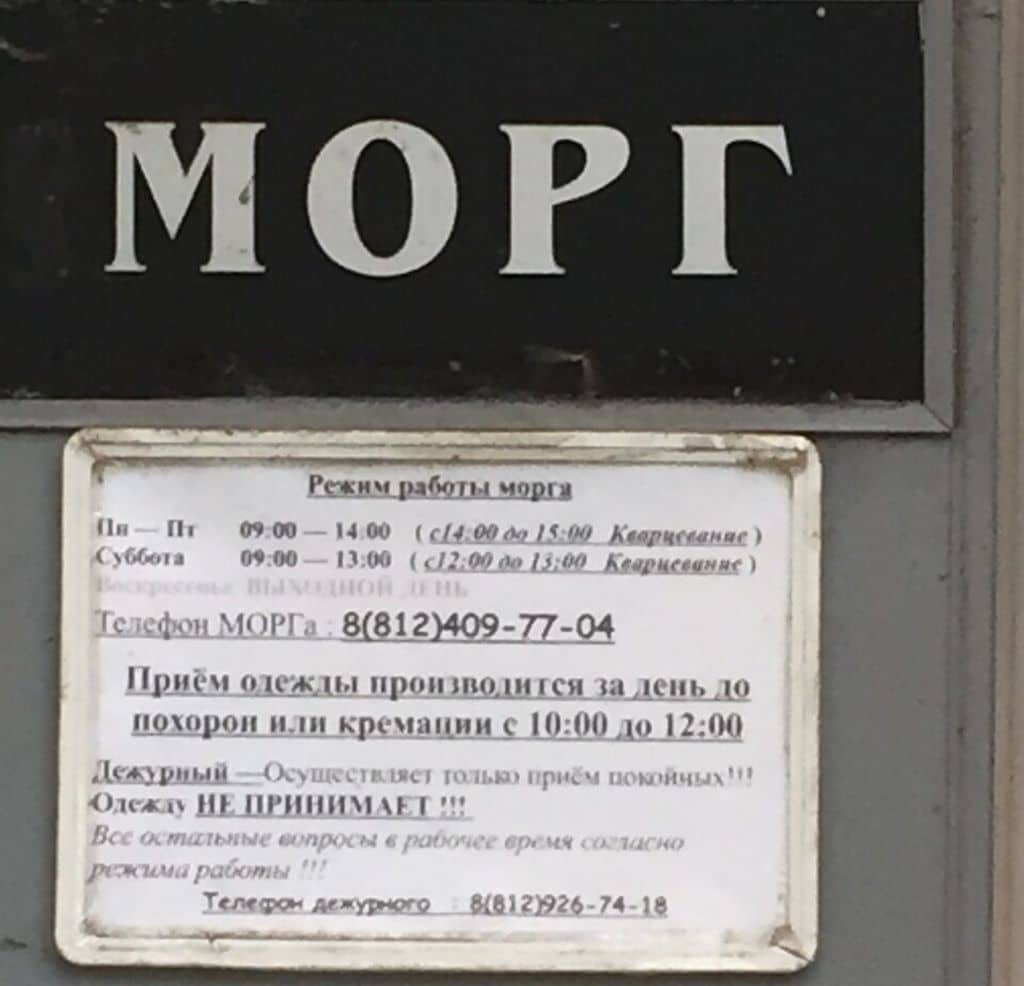 МОРГ
Режим работы морга
Пн — Пт 09:00 — 14:00 ( с14:00 до 15:00 Кварцевание )
Суббота 09:00 — 13:00 ( с12:00 до 13:00 Кварцевание )
Воскресенье ВЫХОДНОЙ ДЕНЬ
Телефон МОРГа : 8(812)409-77-04
Приём одежды производится за день до
похорон или кремации с 10:00 до 12:00
Дежурный —Осуществляет только приём покойных!!!
Одежду НЕ ПРИНИМАЕТ !!!
Все остальные вопросы в рабочее время согласно
режима работы !!!
Телефон дежурного : 8(812)926-74-18